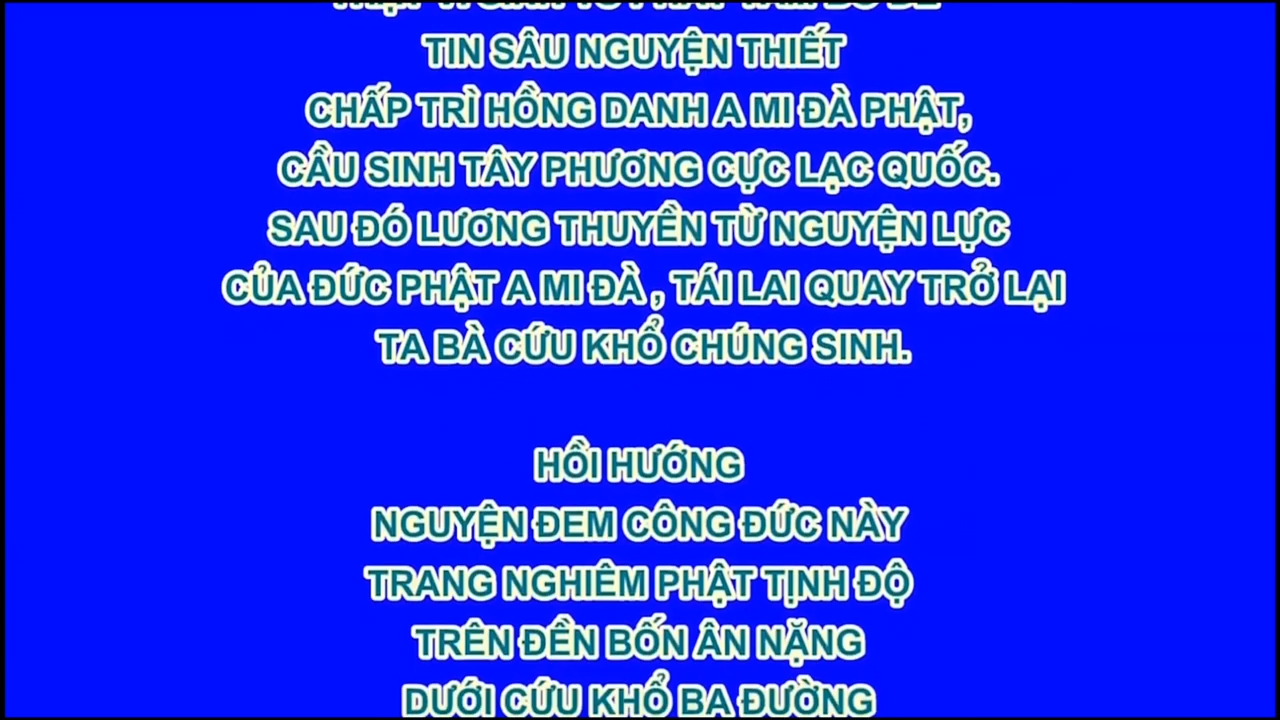 TIN SÂU NGUYỆN THIẾT
CHẤP TRÌ HỒNG DANH A MI ĐÀ PHẬT,
CẦU SINH TÂY PHƯƠNG CỰC LẠC QUỐC.
SAU ĐÓ LƯƠNG THUYỀN TỪ NGUYỆN LỰC
CỦA ĐỨC PHẬT A MI ĐÀ , TÁI LAI QUAY TRỞ LẠI
TA BÀ CỨU KHỔ CHÚNG SINH.
HỒI HƯỚNG
NGUYỆN ĐEM CÔNG ĐỨC NÀY
TRANG NGHIÊM PHẬT TỊNH ĐỘ
TRÊN ĐỀN BỐN ÂN NẶNG
DƯỚI CỨU KHỔ BA ĐƯỜNG